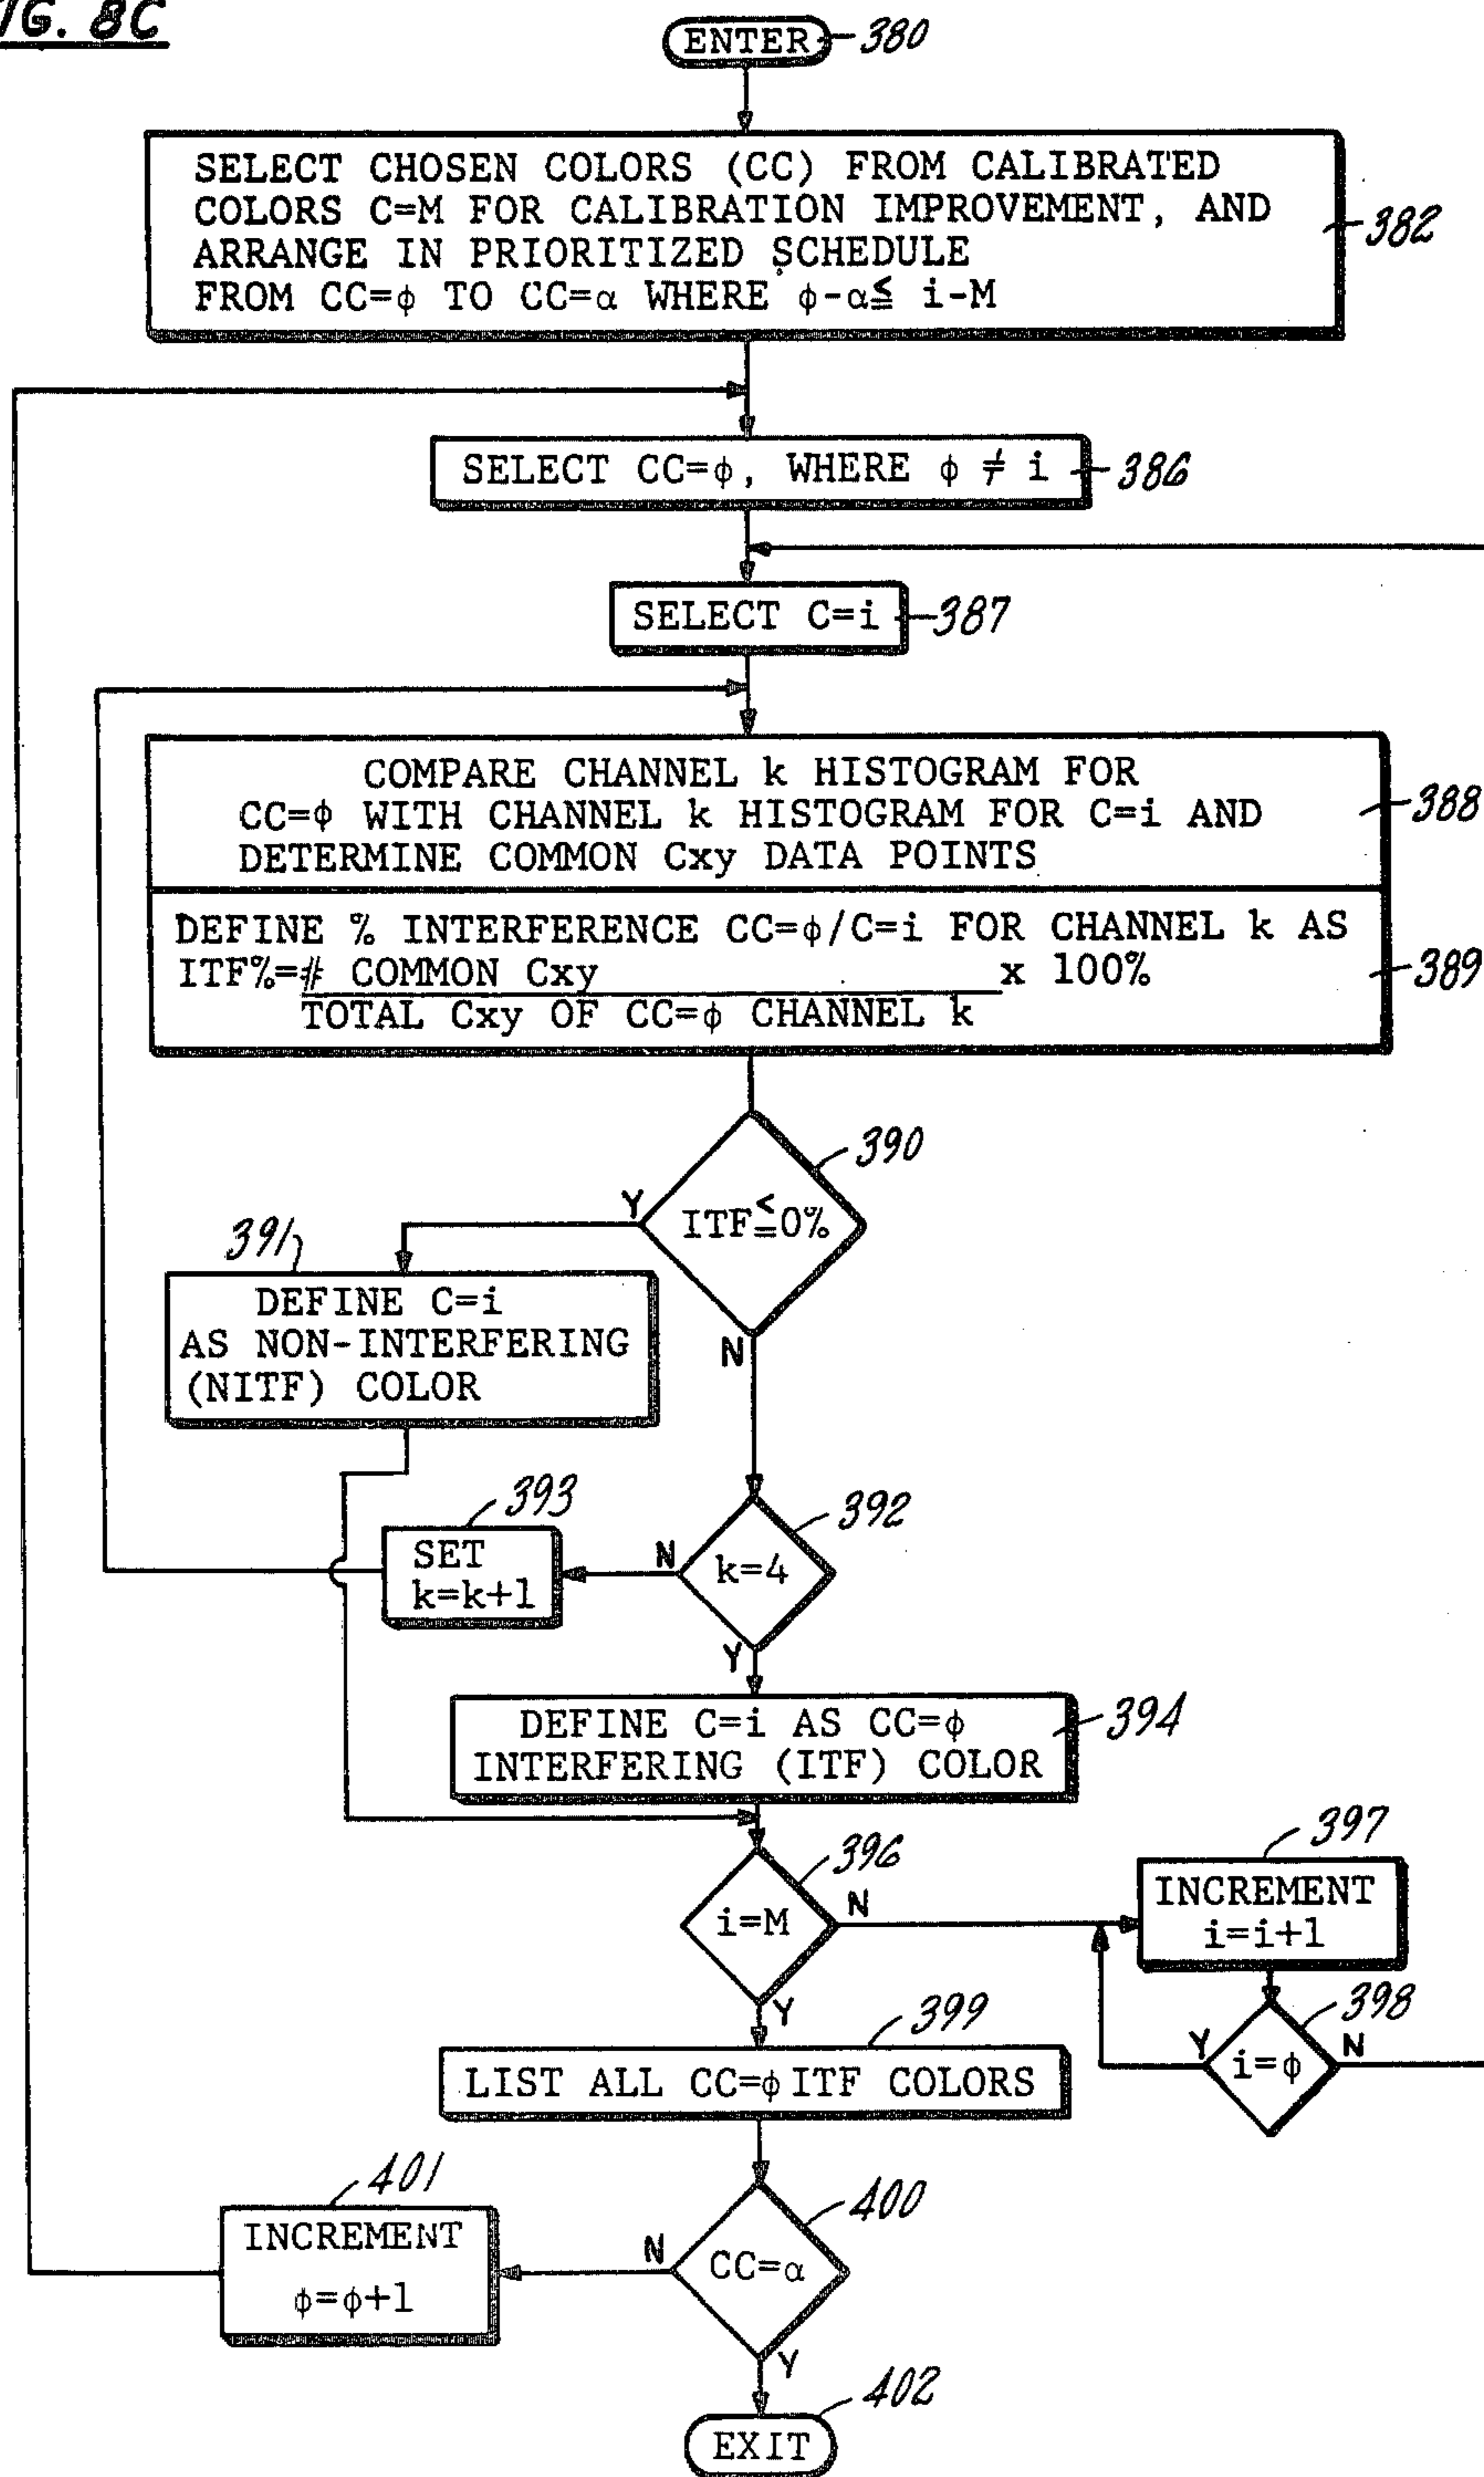 FIG. 8C
ENTER 380
SELECT CHOSEN COLORS (CC) FROM CALIBRATED
COLORS C=M FOR CALIBRATION IMPROVEMENT, AND
ARRANGE IN PRIORITIZED SCHEDULE
FROM CC=ϕ TO CC=α WHERE ϕ-α≦ i-M
382
SELECT CC=ϕ, WHERE ϕ ≠ i 386
SELECT C=i 387
COMPARE CHANNEL k HISTOGRAM FOR
CC=ϕ WITH CHANNEL k HISTOGRAM FOR C=i AND
DETERMINE COMMON Cxy DATA POINTS
388
DEFINE % INTERFERENCE CC=ϕ/C=i FOR CHANNEL k AS
ITF%=# COMMON Cxy x 100%
TOTAL Cxy OF CC=ϕ CHANNEL k
389
390
ITF≦0%
Y
N
391
DEFINE C=i
AS NON-INTERFERING
(NITF) COLOR
392
k=4
N
Y
393
SET
k=k+1
DEFINE C=i AS CC=ϕ
INTERFERING (ITF) COLOR
394
396
i=M
N
Y
397
INCREMENT
i=i+1
398
i=ϕ
Y
N
399
LIST ALL CC=ϕ ITF COLORS
400
CC=α
N
Y
401
INCREMENT
ϕ=ϕ+1
402
EXIT